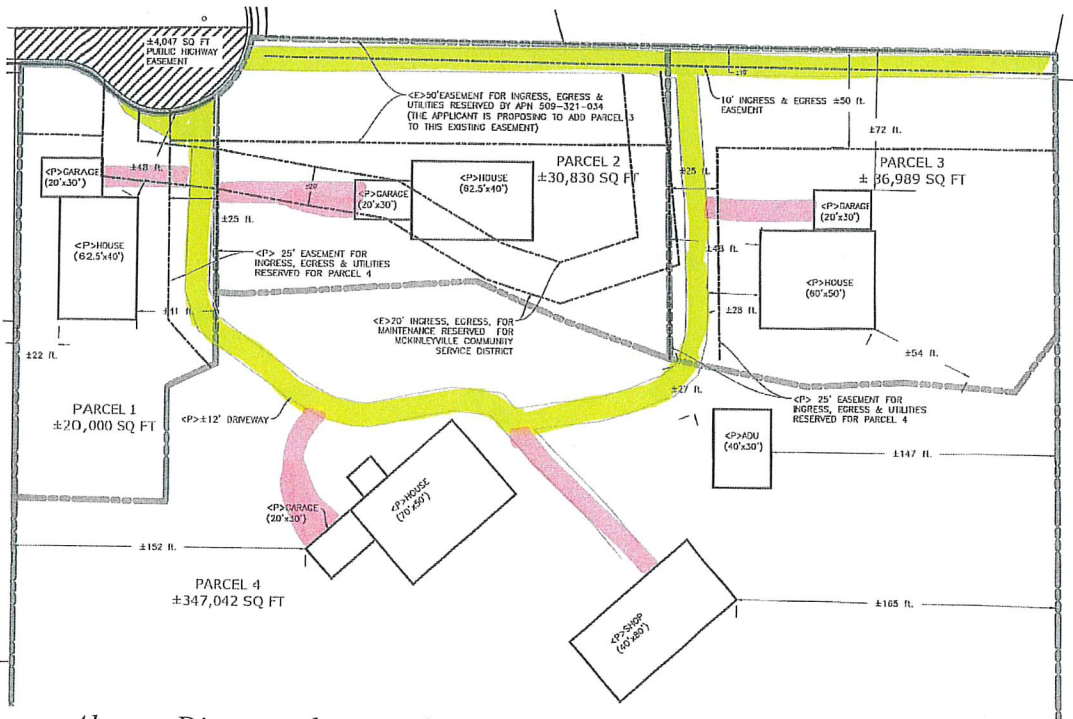 ±4,047 SQ FT
PUBLIC HIGHWAY
EASEMENT
<E>50' EASEMENT FOR INGRESS, EGRESS &
UTILITIES RESERVED BY APN 509-321-034
(THE APPLICANT IS PROPOSING TO ADD PARCEL 3
TO THIS EXISTING EASEMENT)
10' INGRESS & EGRESS ±50 ft.
±72 ft.
PARCEL 2
±30,830 SQ FT
PARCEL 3
±36,989 SQ FT
<P>GARAGE
(20'x30')
±48 ft.
±20'
<P>GARAGE
(20'x30')
<P>HOUSE
(62.5'x40')
±25 ft.
<P>GARAGE
(20'x30')
±25 ft.
<P>HOUSE
(62.5'x40')
<P> 25' EASEMENT FOR
INGRESS, EGRESS & UTILITIES
RESERVED FOR PARCEL 4
<P>HOUSE
(60'x50')
±41 ft.
±28 ft.
<E>20' INGRESS, EGRESS, FOR
MAINTENANCE RESERVED FOR
MCKINLEYVILLE COMMUNITY
SERVICE DISTRICT
±22 ft.
±54 ft.
±27 ft.
PARCEL 1
±20,000 SQ FT
<P>±12' DRIVEWAY
<P> 25' EASEMENT FOR
INGRESS, EGRESS & UTILITIES
RESERVED FOR PARCEL 4
<P>ADU
(40'x30')
±147 ft.
<P>HOUSE
(70'x50')
<P>GARAGE
(20'x30')
±152 ft.
PARCEL 4
±347,042 SQ FT
<P>SHOP
(40'x80')
±165 ft.